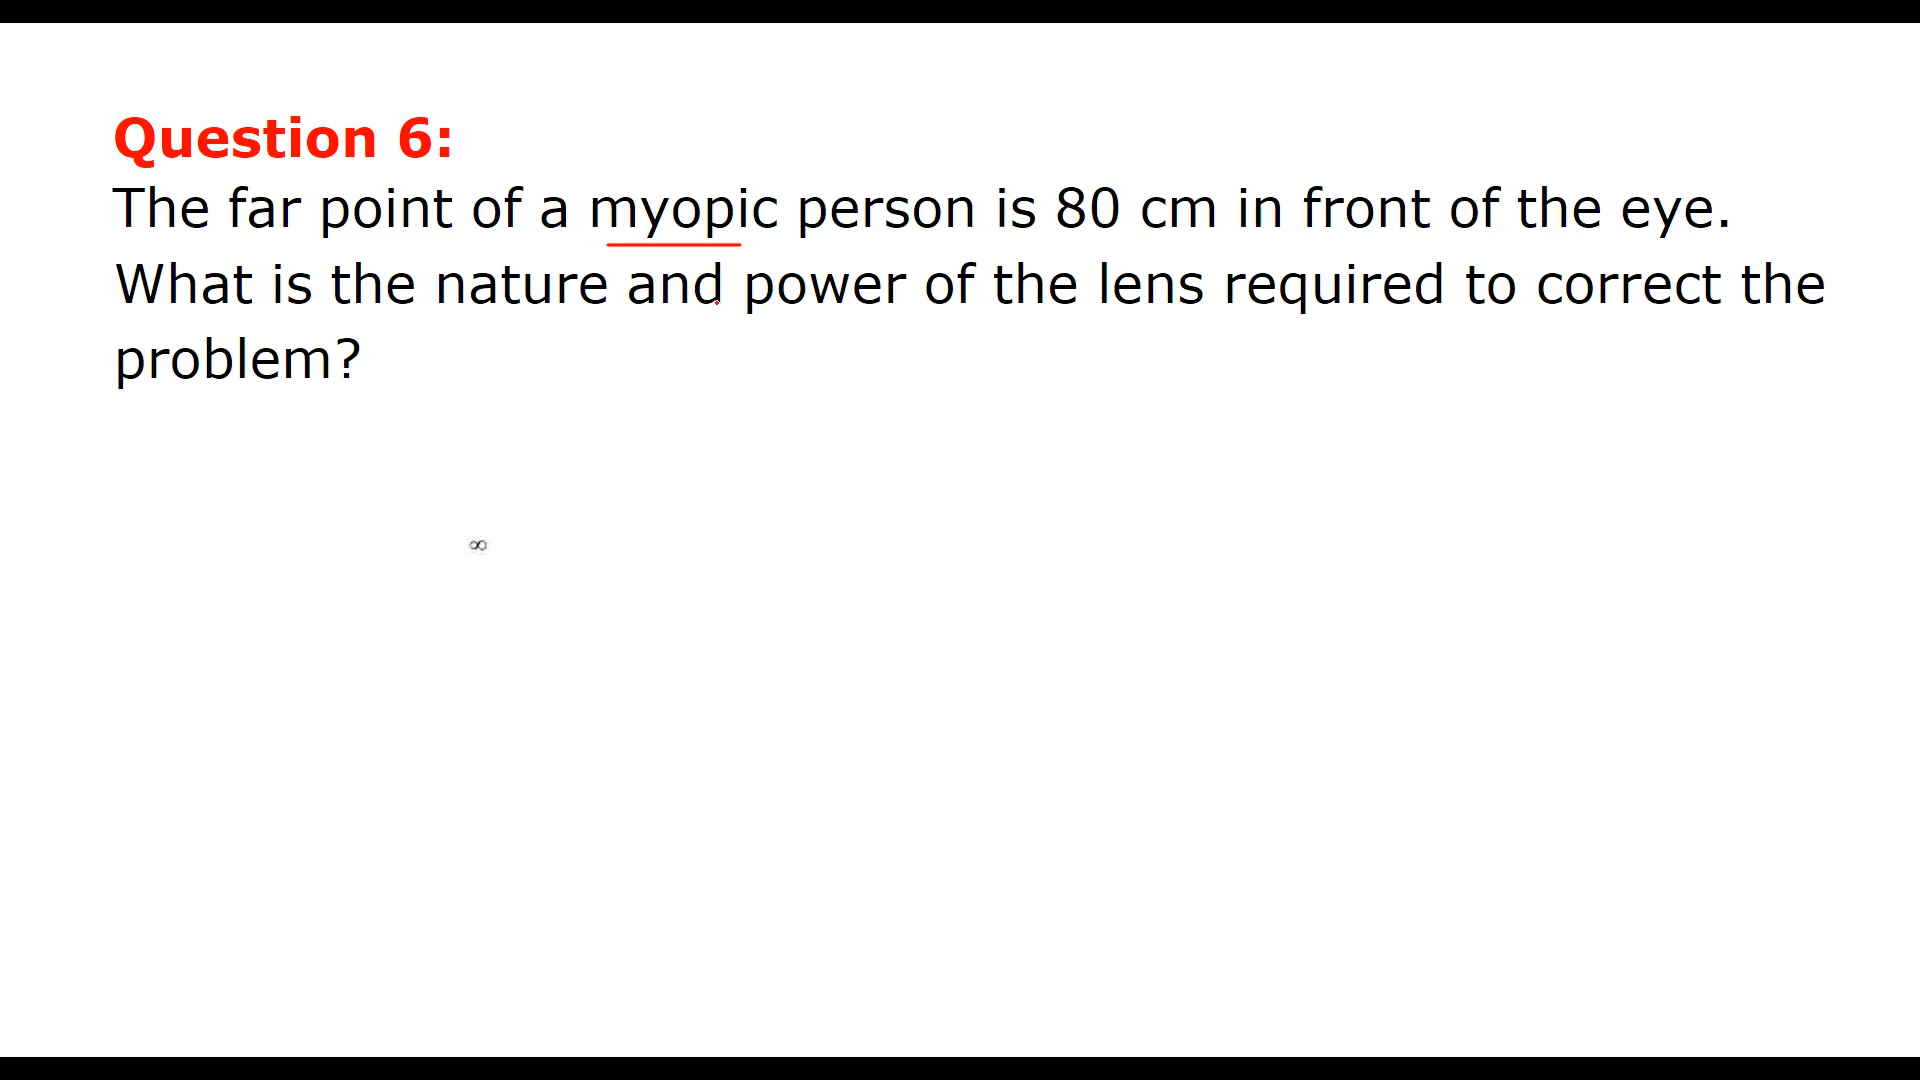 Question 6:
The far point of a myopic person is 80 cm in front of the eye.
What is the nature and power of the lens required to correct the
problem?
∞